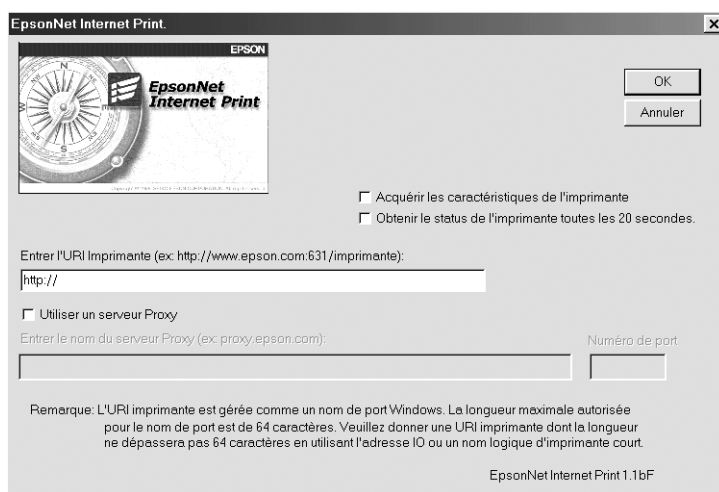 EpsonNet Internet Print.
EPSON
EpsonNet
Internet Print
OK
Annuler
Acquérir les caractéristiques de l'imprimante
Obtenir le status de l'imprimante toutes les 20 secondes.
Entrer l'URI Imprimante (ex: http://www.epson.com:631/imprimante):
http://
Utiliser un serveur Proxy
Entrer le nom du serveur Proxy (ex: proxy.epson.com):
Numéro de port
Remarque: L'URI imprimante est gérée comme un nom de port Windows. La longueur maximale autorisée
pour le nom de port est de 64 caractères. Veuillez donner une URI imprimante dont la longueur
ne dépassera pas 64 caractères en utilisant l'adresse IO ou un nom logique d'imprimante court.
EpsonNet Internet Print 1.1bF